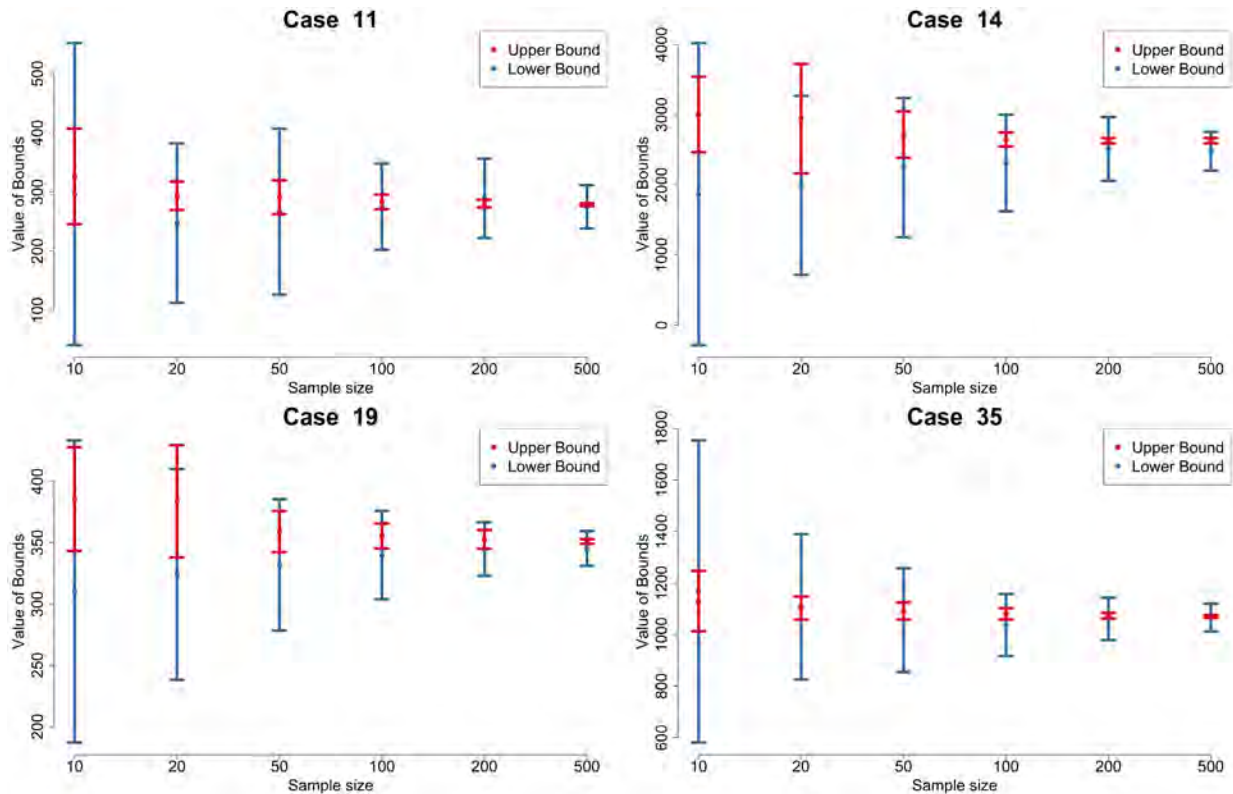 Case 11
Upper Bound
Lower Bound
Value of Bounds
500
400
300
200
100
10 20 50 100 200 500
Sample size
Case 14
Upper Bound
Lower Bound
Value of Bounds
4000
3000
2000
1000
0
10 20 50 100 200 500
Sample size
Case 19
Upper Bound
Lower Bound
Value of Bounds
400
350
300
250
200
10 20 50 100 200 500
Sample size
Case 35
Upper Bound
Lower Bound
Value of Bounds
1800
1600
1400
1200
1000
800
600
10 20 50 100 200 500
Sample size